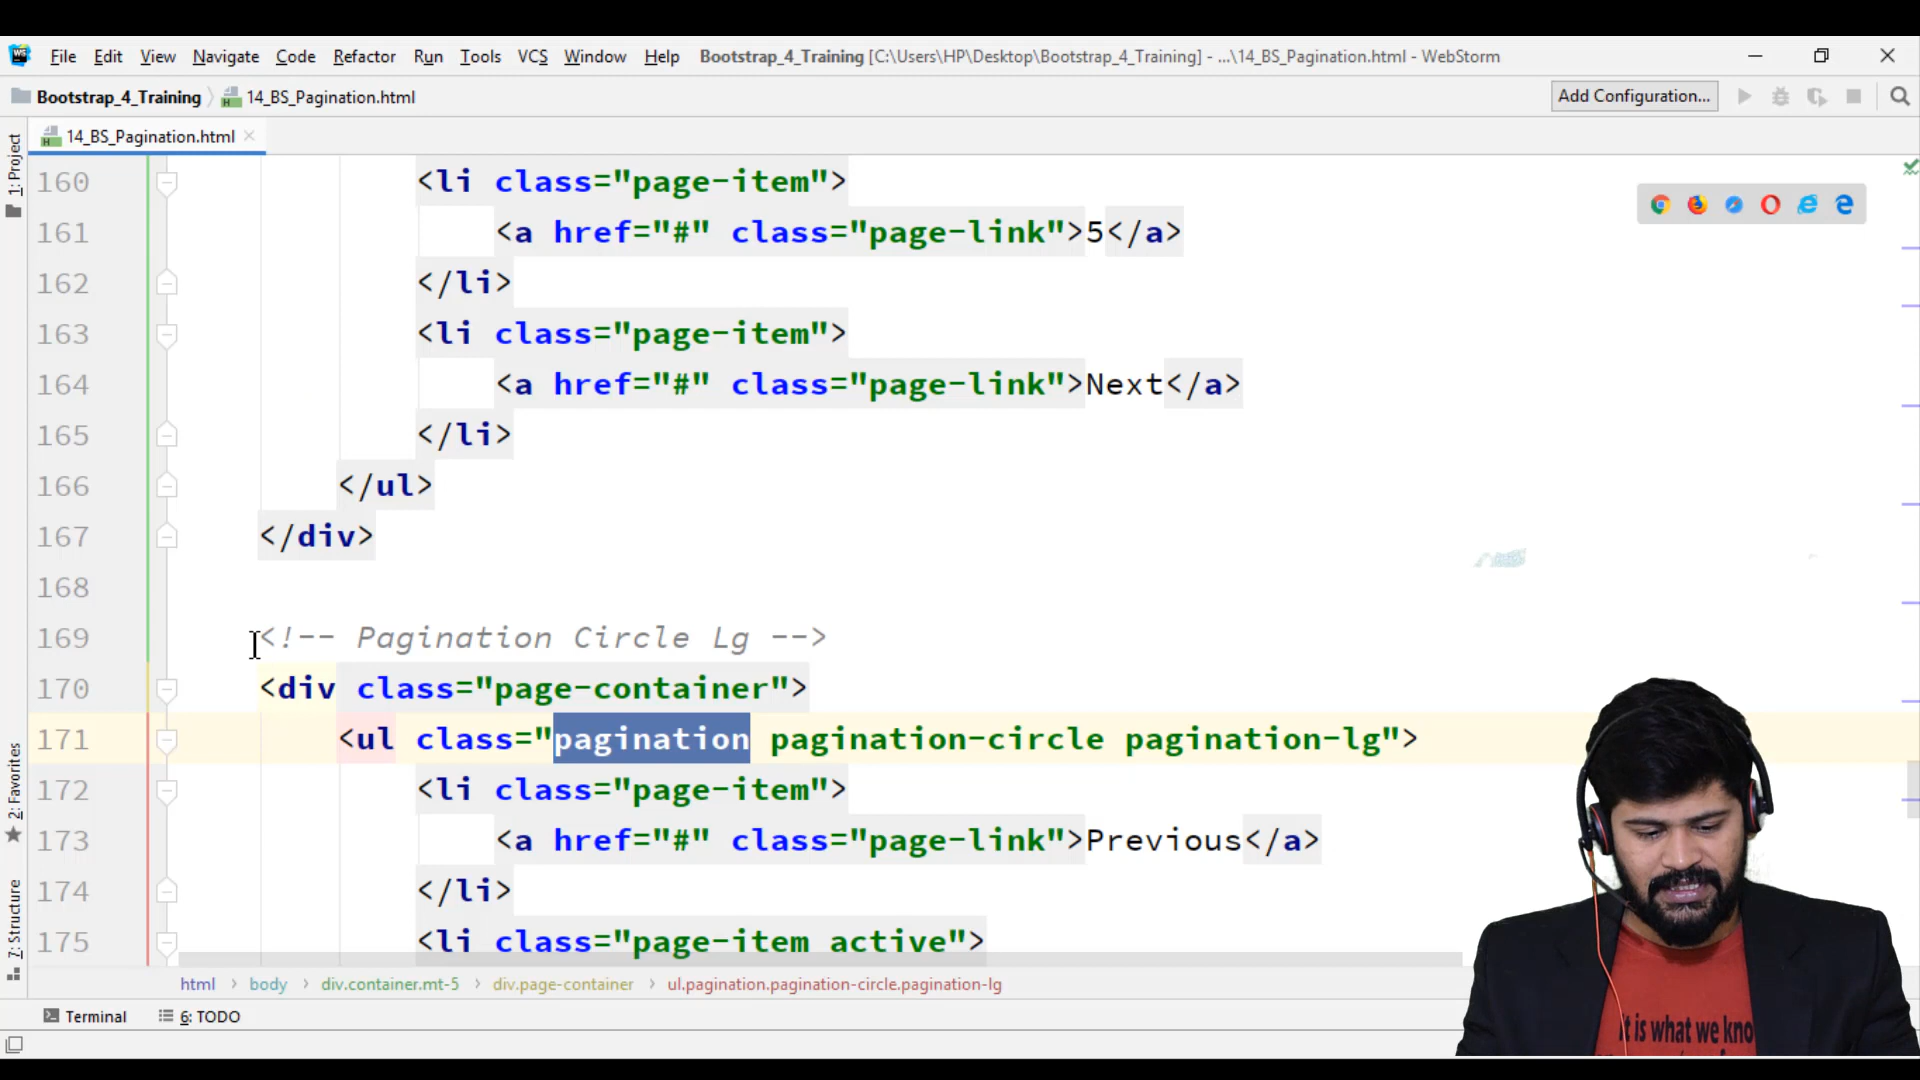 File Edit View Navigate Code Refactor Run Tools VCS Window Help Bootstrap_4_Training [C:\Users\HP\Desktop\Bootstrap_4_Training] - ...\14_BS_Pagination.html - WebStorm
Bootstrap_4_Training 14_BS_Pagination.html Add Configuration...
14_BS_Pagination.html
1: Project
2: Favorites
7: Structure
160 <li class="page-item">
161 <a href="#" class="page-link">5</a>
162 </li>
163 <li class="page-item">
164 <a href="#" class="page-link">Next</a>
165 </li>
166 </ul>
167 </div>
168
169 <!-- Pagination Circle Lg -->
170 <div class="page-container">
171 <ul class="pagination pagination-circle pagination-lg">
172 <li class="page-item">
173 <a href="#" class="page-link">Previous</a>
174 </li>
175 <li class="page-item active">
html body div.container.mt-5 div.page-container ul.pagination.pagination-circle.pagination-lg
Terminal 6: TODO
it is what we kno